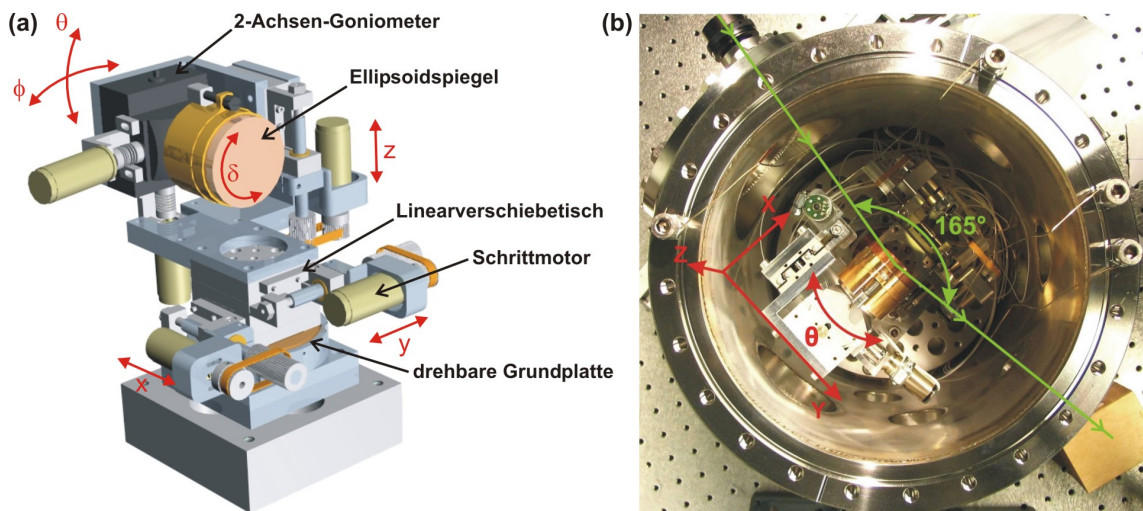 (a)
θ
2-Achsen-Goniometer
ϕ
Ellipsoidspiegel
δ
z
Linearverschiebetisch
Schrittmotor
y
x
drehbare Grundplatte
(b)
165°
X
Z
θ
Y